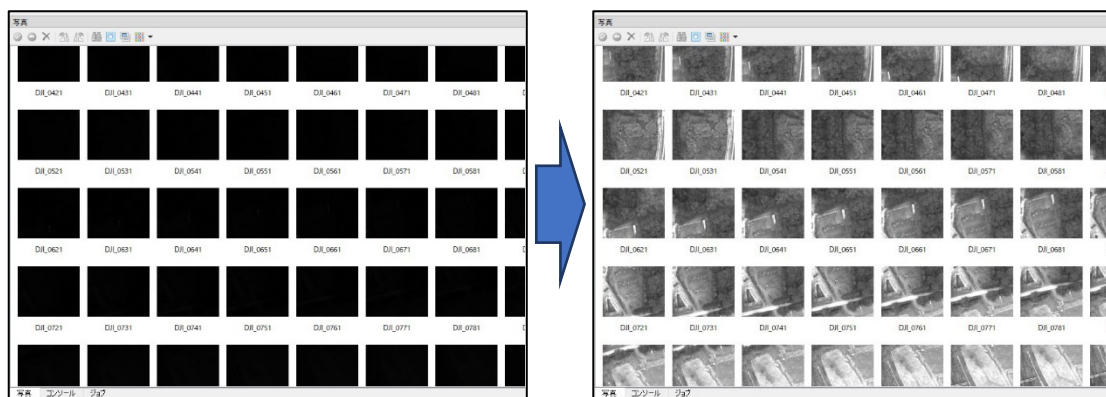 写真
DJI_0421 DJI_0431 DJI_0441 DJI_0451 DJI_0461 DJI_0471 DJI_0481
DJI_0521 DJI_0531 DJI_0541 DJI_0551 DJI_0561 DJI_0571 DJI_0581
DJI_0621 DJI_0631 DJI_0641 DJI_0651 DJI_0661 DJI_0671 DJI_0681
DJI_0721 DJI_0731 DJI_0741 DJI_0751 DJI_0761 DJI_0771 DJI_0781
写真 コンソール ジョブ
写真
DJI_0421 DJI_0431 DJI_0441 DJI_0451 DJI_0461 DJI_0471 DJI_0481
DJI_0521 DJI_0531 DJI_0541 DJI_0551 DJI_0561 DJI_0571 DJI_0581
DJI_0621 DJI_0631 DJI_0641 DJI_0651 DJI_0661 DJI_0671 DJI_0681
DJI_0721 DJI_0731 DJI_0741 DJI_0751 DJI_0761 DJI_0771 DJI_0781
写真 コンソール ジョブ